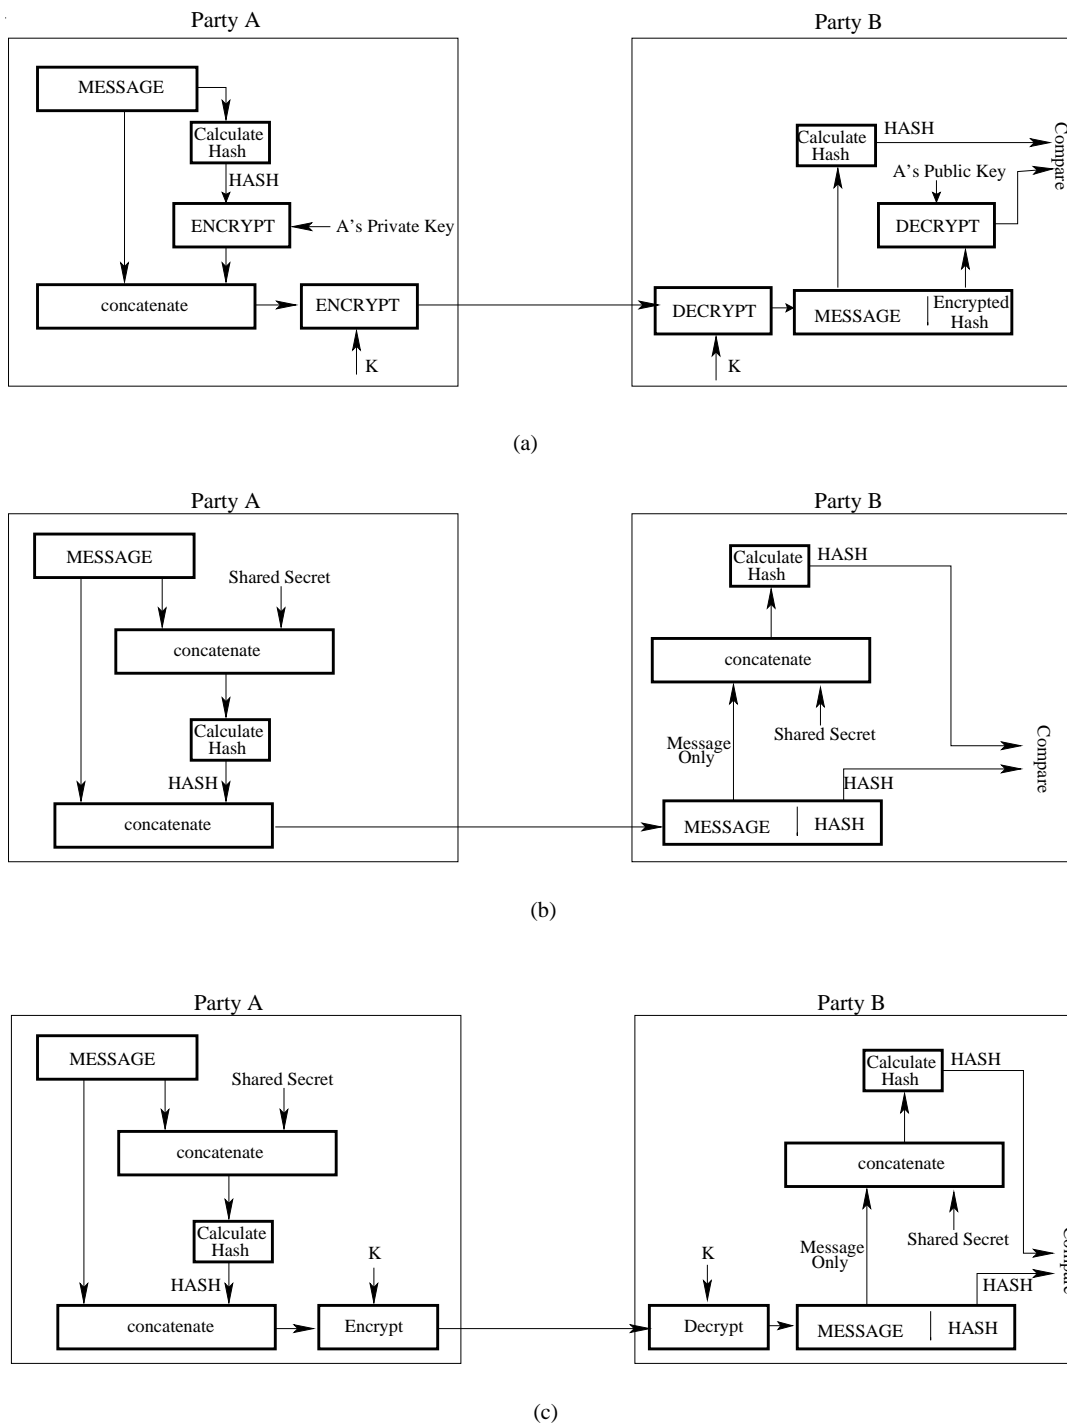 Party A
Party B
MESSAGE
Calculate
Hash
HASH
ENCRYPT
A's Private Key
concatenate
ENCRYPT
K
Calculate
Hash
HASH
Compare
A's Public Key
DECRYPT
DECRYPT
K
MESSAGE
Encrypted
Hash
(a)
Party A
Party B
MESSAGE
Shared Secret
concatenate
Calculate
Hash
HASH
concatenate
Calculate
Hash
HASH
concatenate
Message
Only
Shared Secret
Compare
HASH
MESSAGE
HASH
(b)
Party A
Party B
MESSAGE
Shared Secret
concatenate
Calculate
Hash
HASH
K
concatenate
Encrypt
Calculate
Hash
HASH
concatenate
Message
Only
Shared Secret
Compare
K
HASH
Decrypt
MESSAGE
HASH
(c)